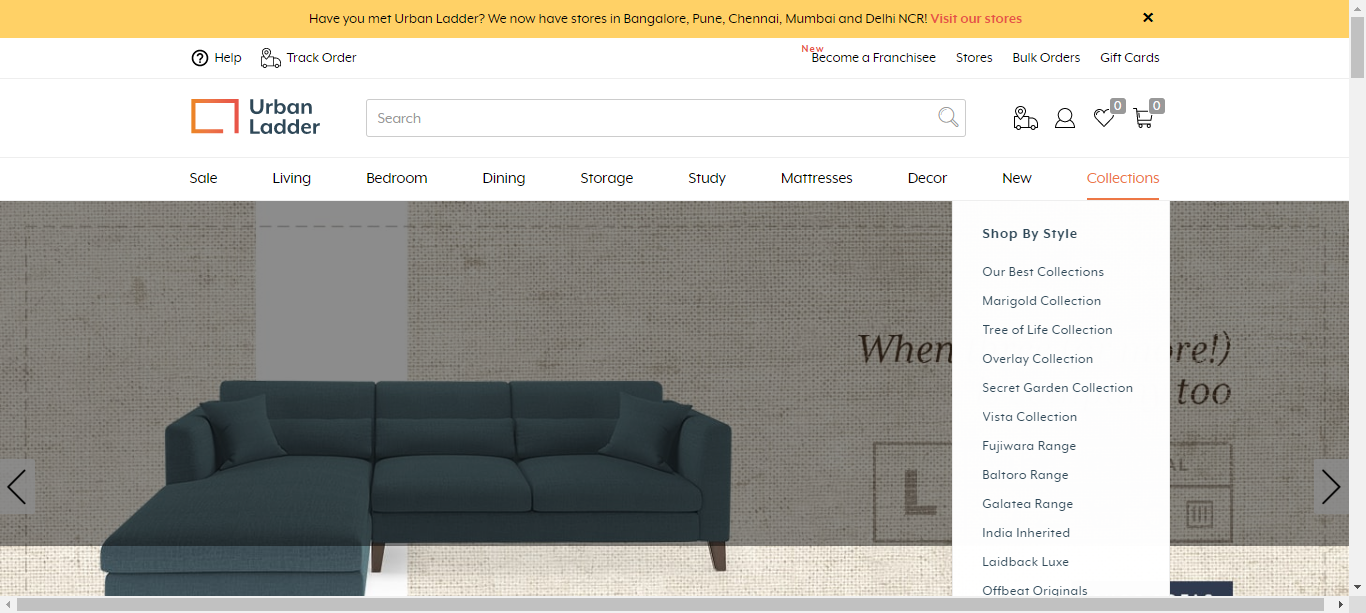 Have you met Urban Ladder? We now have stores in Bangalore, Pune, Chennai, Mumbai and Delhi NCR! Visit our stores
Help Track Order New Become a Franchisee Stores Bulk Orders Gift Cards
Urban
Ladder
Search
0 0
Sale Living Bedroom Dining Storage Study Mattresses Decor New Collections
Shop By Style
Our Best Collections
Marigold Collection
Tree of Life Collection
When
Overlay Collection
Secret Garden Collection
too
Vista Collection
Fujiwara Range
Baltoro Range
Galatea Range
India Inherited
Laidback Luxe
Offbeat Originals